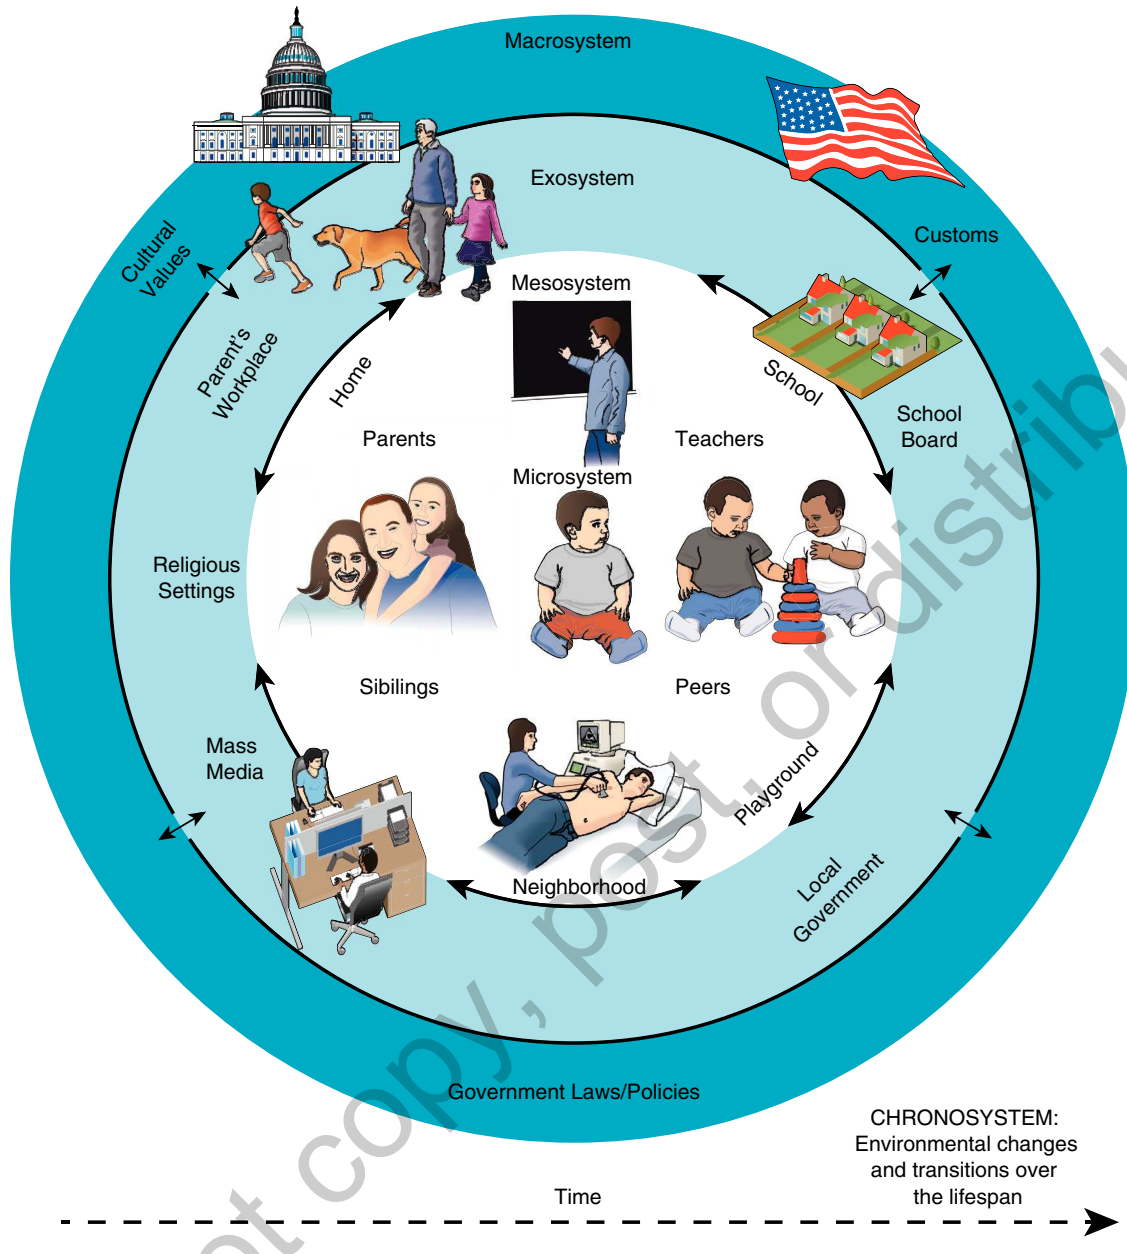 Macrosystem
Exosystem
Customs
Cultural
Values
Mesosystem
Parent's
Workplace
Home
School
School
Board
Parents
Teachers
Microsystem
Religious
Settings
Sibilings
Peers
Mass
Media
Playground
Neighborhood
Local
Government
Government Laws/Policies
CHRONOSYSTEM:
Environmental changes
and transitions over
the lifespan
Time
ot copy, post, or distribu